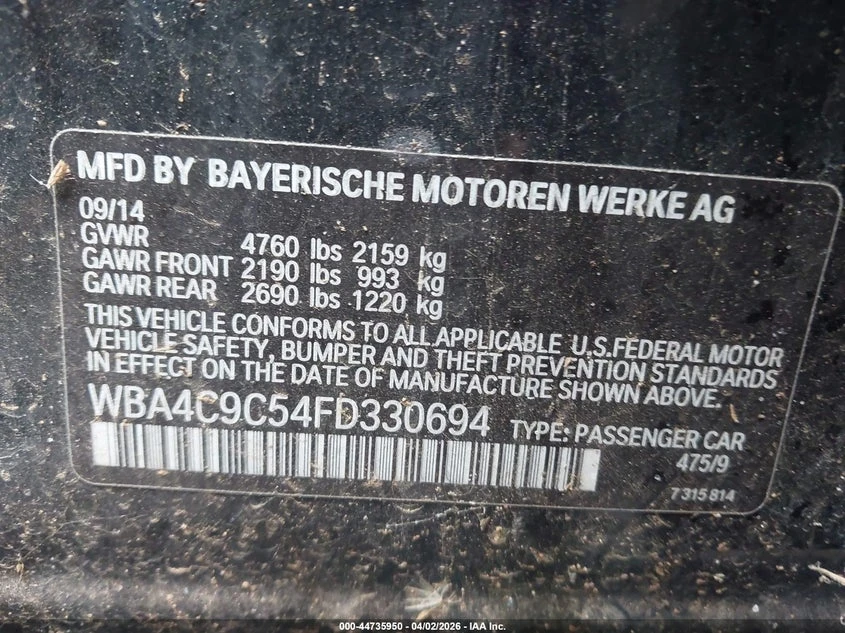 MFD BY BAYERISCHE MOTOREN WERKE AG
09/14
GVWR 4760 lbs 2159 kg
GAWR FRONT 2190 lbs 993 kg
GAWR REAR 2690 lbs 1220 kg
THIS VEHICLE CONFORMS TO ALL APPLICABLE U.S.FEDERAL MOTOR
VEHICLE SAFETY, BUMPER AND THEFT PREVENTION STANDARDS
IN EFFECT ON THE DATE OF MANUFACTURE SHOWN ABOVE.
WBA4C9C54FD330694 TYPE: PASSENGER CAR
475/9
7315814
000-44735950 - 04/02/2026 - IAA Inc.